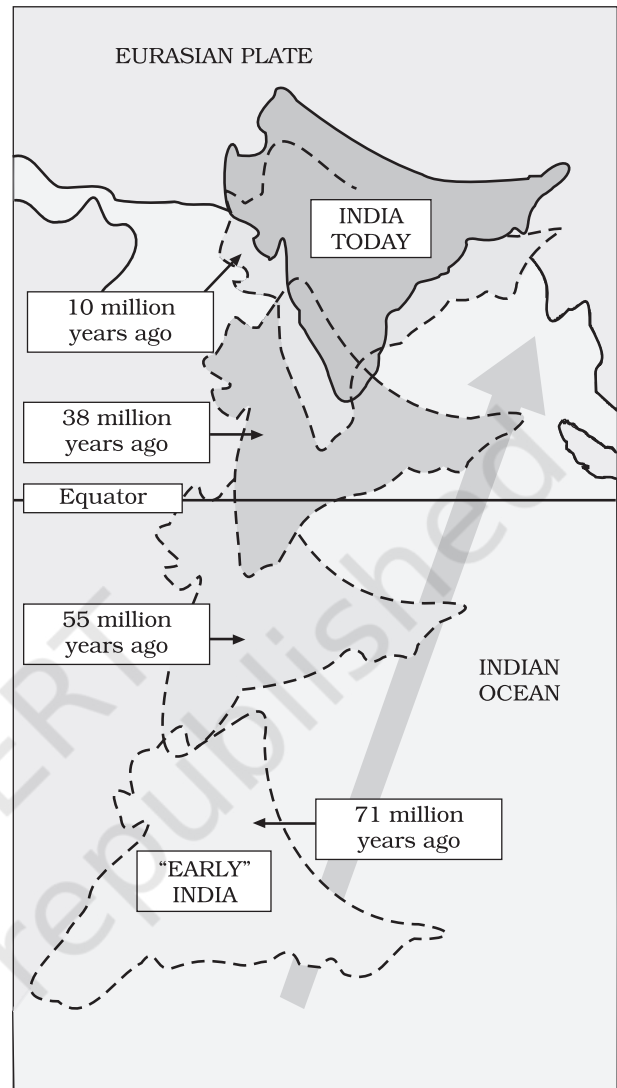 EURASIAN PLATE
INDIA
TODAY
10 million
years ago
38 million
years ago
Equator
55 million
years ago
INDIAN
OCEAN
71 million
years ago
“EARLY”
INDIA
republished